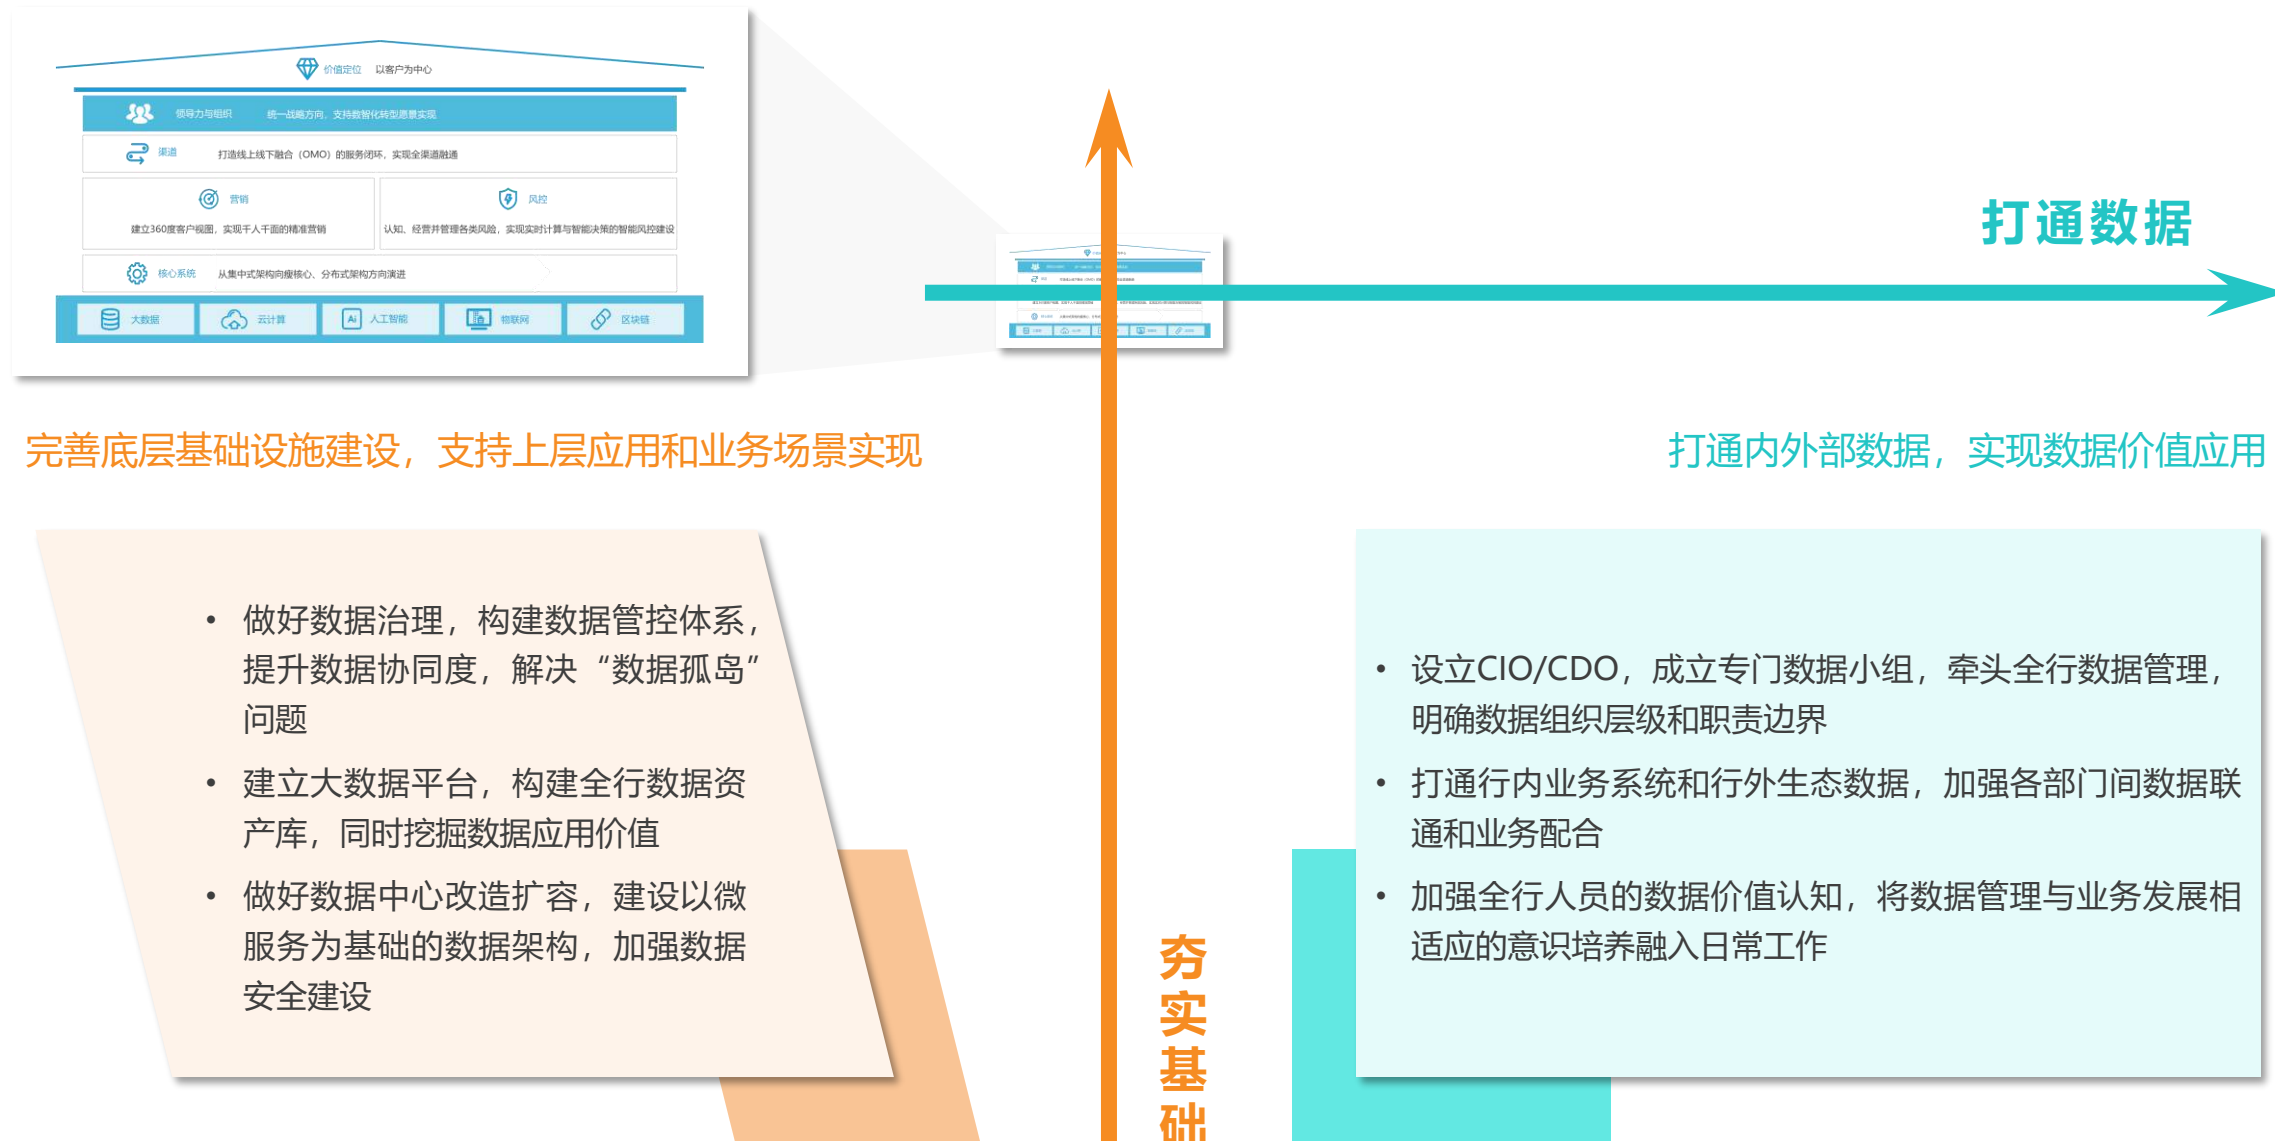 价值定位 以客户为中心
领导力与组织 统一战略方向，支持数智化转型愿景实现
渠道 打造线上线下融合（OMO）的服务闭环，实现全渠道融通
营销
建立360度客户视图，实现千人千面的精准营销
风控
认知、经营并管理各类风险，实现实时计算与智能决策的智能风控建设
核心系统 从集中式架构向瘦核心、分布式架构方向演进
大数据 云计算 Ai 人工智能 物联网 区块链
打通数据
完善底层基础设施建设，支持上层应用和业务场景实现
打通内外部数据，实现数据价值应用
• 做好数据治理，构建数据管控体系，
提升数据协同度，解决“数据孤岛”
问题
• 建立大数据平台，构建全行数据资
产库，同时挖掘数据应用价值
• 做好数据中心改造扩容，建设以微
服务为基础的数据架构，加强数据
安全建设
夯实基础
• 设立CIO/CDO，成立专门数据小组，牵头全行数据管理，
明确数据组织层级和职责边界
• 打通行内业务系统和行外生态数据，加强各部门间数据联
通和业务配合
• 加强全行人员的数据价值认知，将数据管理与业务发展相
适应的意识培养融入日常工作